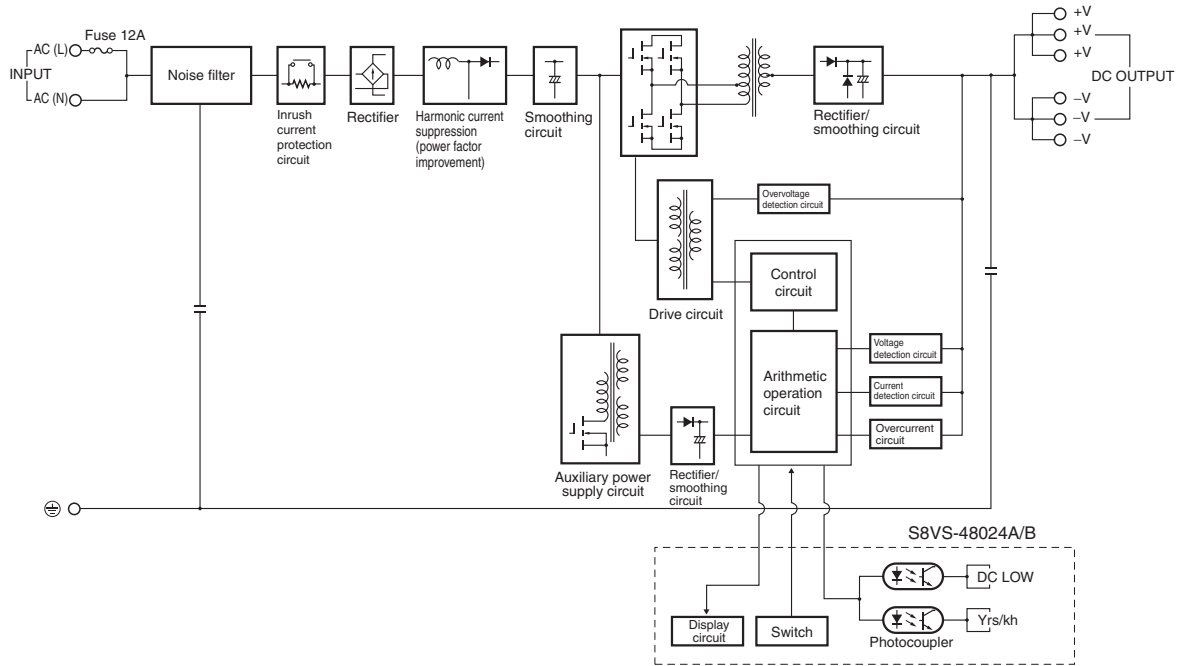 Fuse 12A
AC (L)
INPUT
AC (N)
Noise filter
Inrush
current
protection
circuit
Rectifier
Harmonic current
suppression
(power factor
improvement)
Smoothing
circuit
Rectifier/
smoothing circuit
+V
+V
+V
DC OUTPUT
−V
−V
−V
Overvoltage
detection circuit
Drive circuit
Control
circuit
Arithmetic
operation
circuit
Voltage
detection circuit
Current
detection circuit
Overcurrent
circuit
Auxiliary power
supply circuit
Rectifier/
smoothing
circuit
S8VS-48024A/B
Display
circuit
Switch
DC LOW
Yrs/kh
Photocoupler